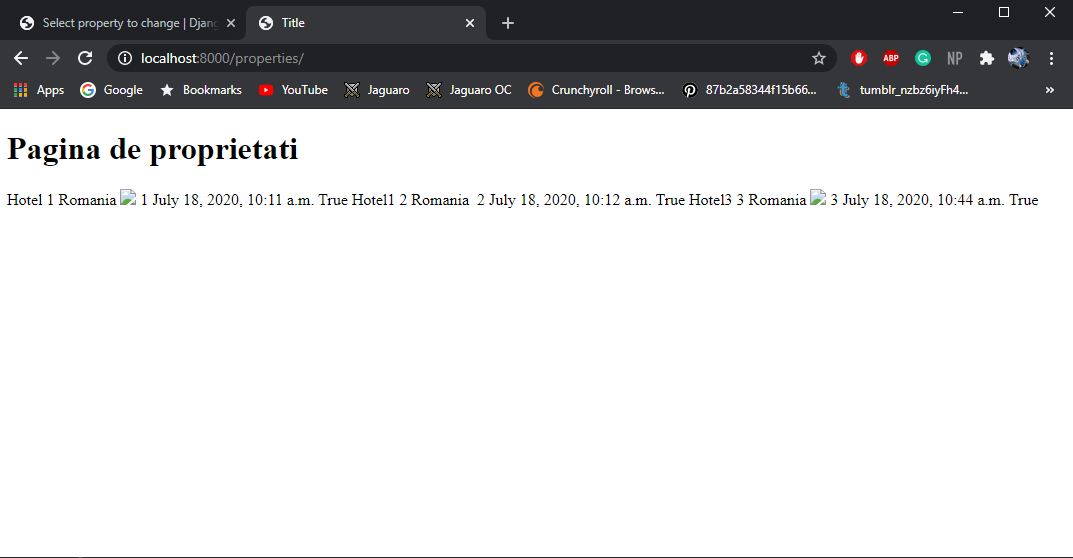 Select property to change | Djan
Title
localhost:8000/properties/
ABP
NP
Apps
Google
Bookmarks
YouTube
Jaguaro
Jaguaro OC
Crunchyroll - Brows...
87b2a58344f15b66...
tumblr_nzbz6iyFh4...
»
Pagina de proprietati
Hotel 1 Romania 1 July 18, 2020, 10:11 a.m. True Hotel1 2 Romania 2 July 18, 2020, 10:12 a.m. True Hotel3 3 Romania 3 July 18, 2020, 10:44 a.m. True